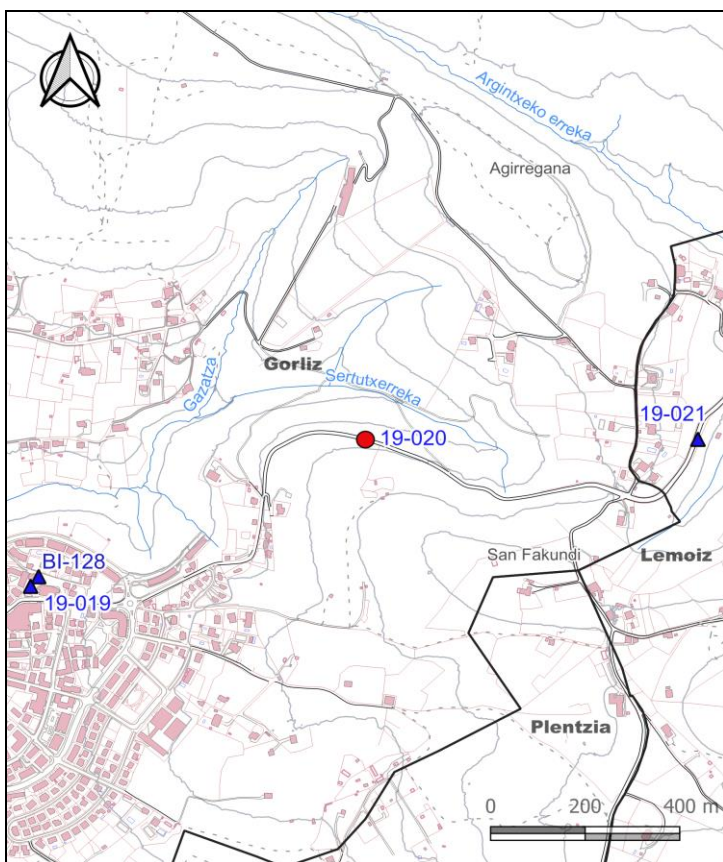 Argintxeko erreka
Agirregana
Gazatza
Gorliz
Sertutxerreka
19-021
19-020
San Fakundi
Lemoiz
BI-128
19-019
Plentzia
0 200 400 m